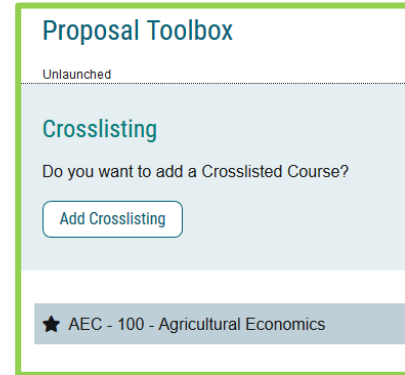 Proposal Toolbox
Unlaunched
Crosslisting
Do you want to add a Crosslisted Course?
Add Crosslisting
AEC - 100 - Agricultural Economics